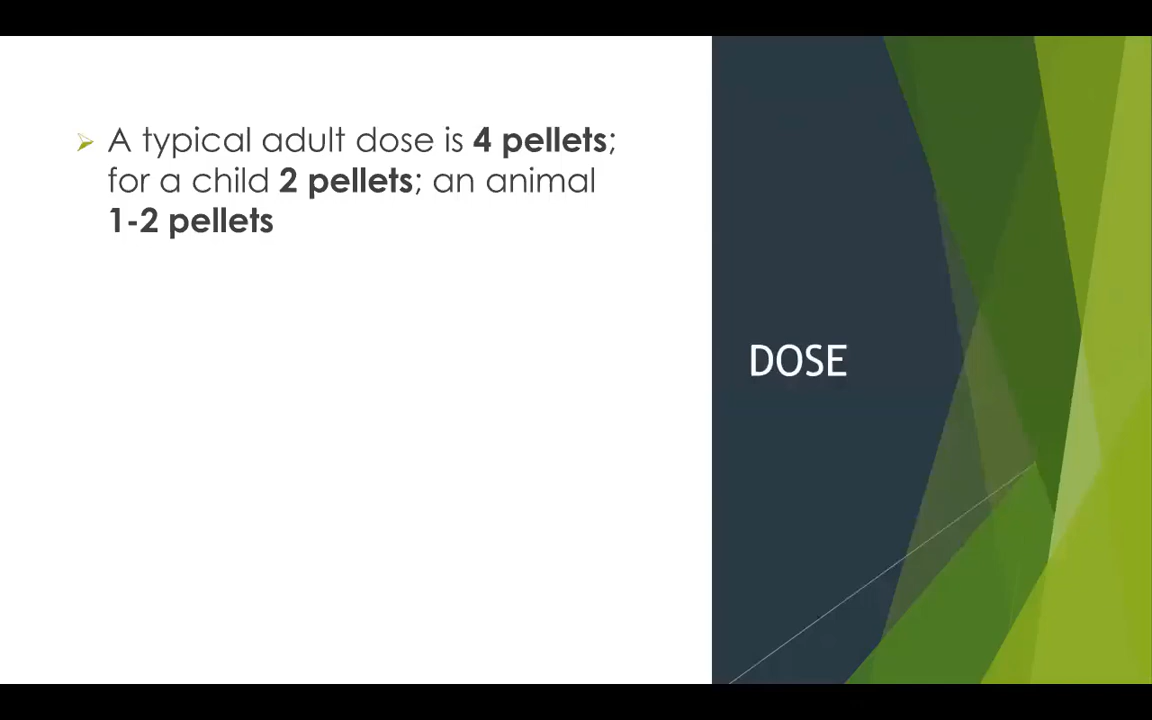 A typical adult dose is 4 pellets;
for a child 2 pellets; an animal
1-2 pellets
DOSE